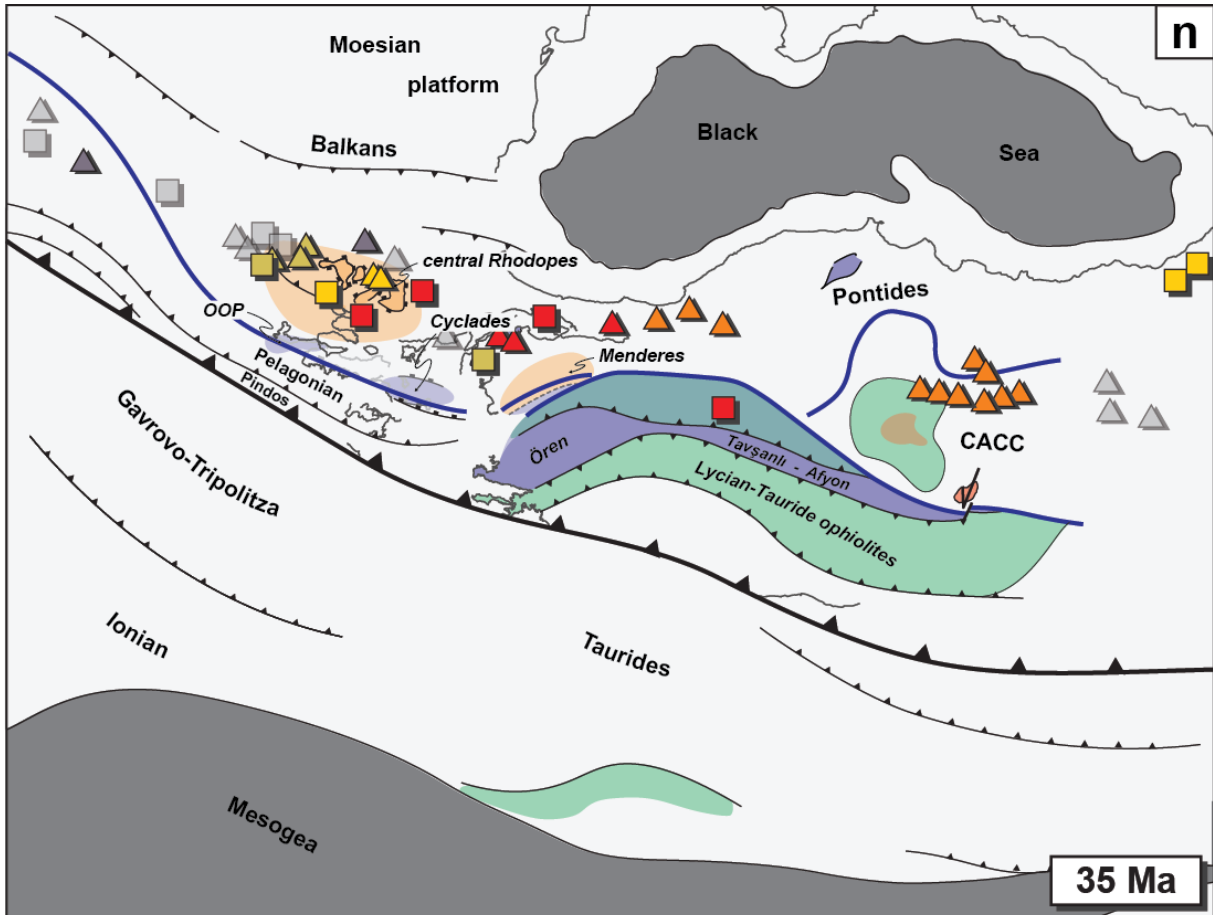 n
Moesian
platform
Black
Sea
Balkans
central Rhodopes
Pontides
OOP
Cyclades
Menderes
Pelagonian
Pindos
CACC
Gavrovo-Tripolitza
Ören
Tavşanlı - Afyon
Lycian-Tauride ophiolites
Ionian
Taurides
Mesogea
35 Ma